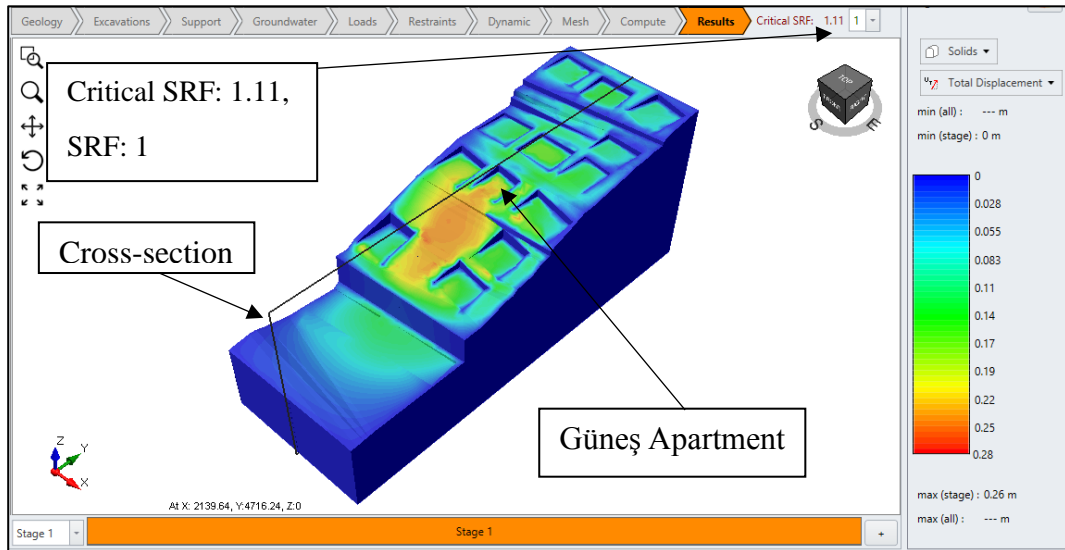 Geology
Excavations
Support
Groundwater
Loads
Restraints
Dynamic
Mesh
Compute
Results
Critical SRF: 1.11
1
Critical SRF: 1.11,
SRF: 1
Cross-section
Güneş Apartment
TOP
S
E
Z
Y
X
At X: 2139.64, Y:4716.24, Z:0
Stage 1
Stage 1
+
Solids
Total Displacement
min (all) : --- m
min (stage) : 0 m
0
0.028
0.055
0.083
0.11
0.14
0.17
0.19
0.22
0.25
0.28
max (stage) : 0.26 m
max (all) : --- m